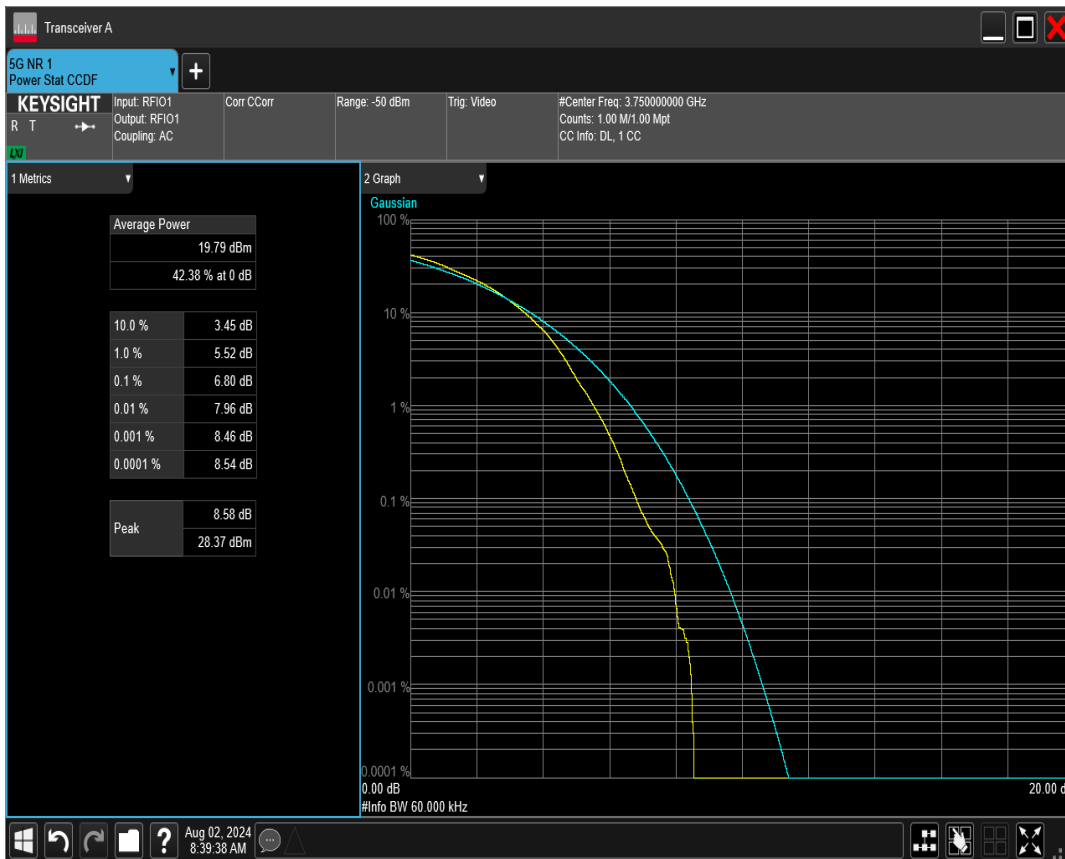 Transceiver A
5G NR 1
Power Stat CCDF
KEYSIGHT
R T
LXI
Input: RFIO1
Output: RFIO1
Coupling: AC
Corr CCorr
Range: -50 dBm
Trig: Video
#Center Freq: 3.750000000 GHz
Counts: 1.00 M/1.00 Mpt
CC Info: DL, 1 CC
1 Metrics
Average Power
19.79 dBm
42.38 % at 0 dB
10.0 % 3.45 dB
1.0 % 5.52 dB
0.1 % 6.80 dB
0.01 % 7.96 dB
0.001 % 8.46 dB
0.0001 % 8.54 dB
Peak
8.58 dB
28.37 dBm
2 Graph
Gaussian
100 %
10 %
1 %
0.1 %
0.01 %
0.001 %
0.0001 %
0.00 dB
20.00 d
#Info BW 60.000 kHz
Aug 02, 2024
8:39:38 AM